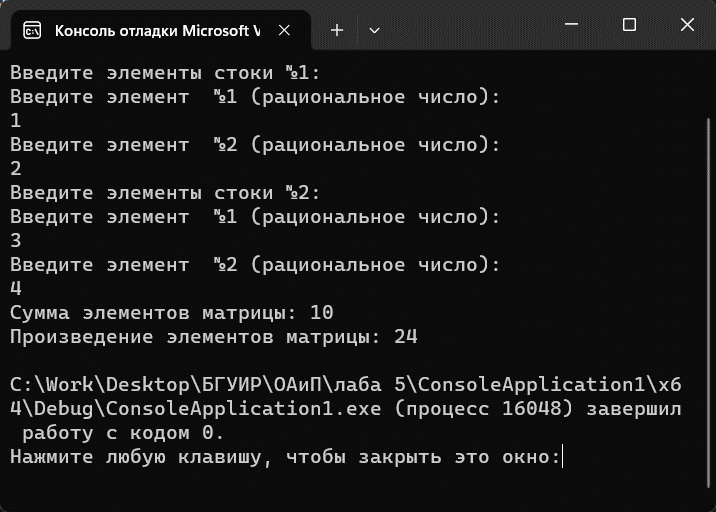 Консоль отладки Microsoft V
Введите элементы стоки №1:
Введите элемент  №1 (рациональное число):
1
Введите элемент  №2 (рациональное число):
2
Введите элементы стоки №2:
Введите элемент  №1 (рациональное число):
3
Введите элемент  №2 (рациональное число):
4
Сумма элементов матрицы: 10
Произведение элементов матрицы: 24
C:\Work\Desktop\БГУИР\ОАиП\лаба 5\ConsoleApplication1\x6
4\Debug\ConsoleApplication1.exe (процесс 16048) завершил
 работу с кодом 0.
Нажмите любую клавишу, чтобы закрыть это окно: